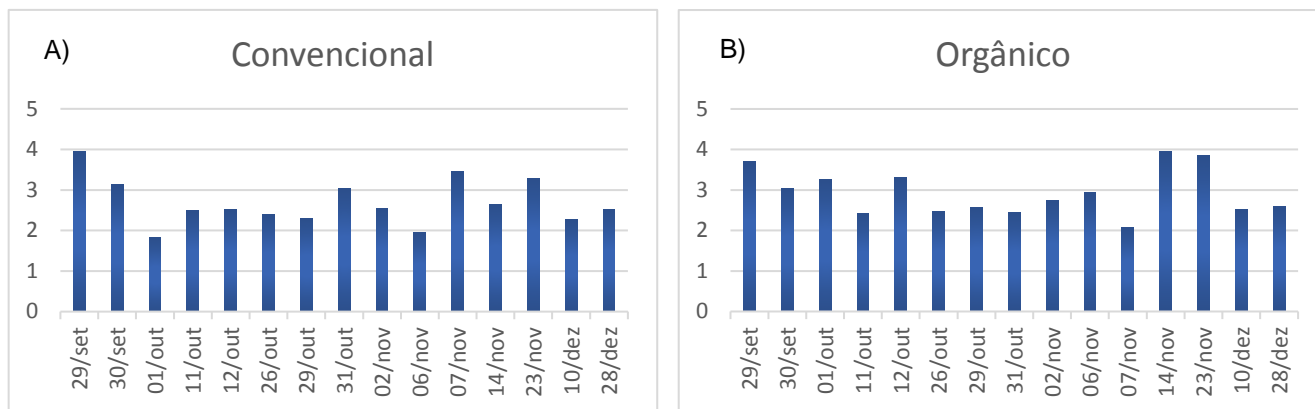 A)
Convencional
5
4
3
2
1
0
29/set
30/set
01/out
11/out
12/out
26/out
29/out
31/out
02/nov
06/nov
07/nov
14/nov
23/nov
10/dez
28/dez
B)
Orgânico
5
4
3
2
1
0
29/set
30/set
01/out
11/out
12/out
26/out
29/out
31/out
02/nov
06/nov
07/nov
14/nov
23/nov
10/dez
28/dez